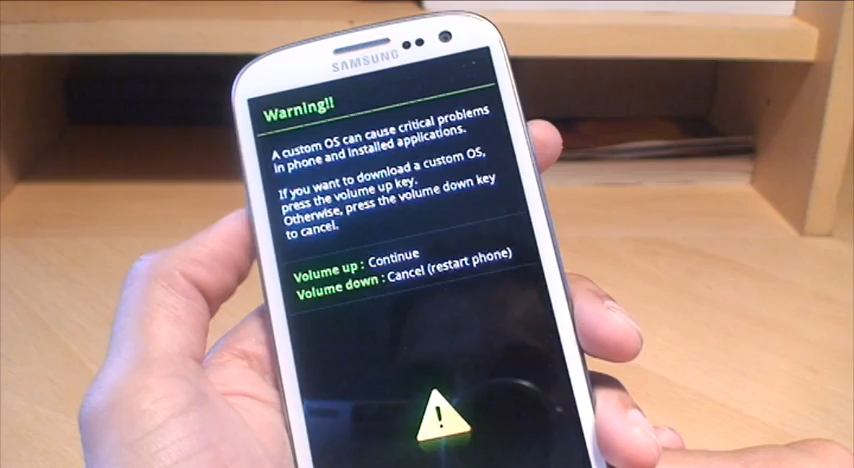 SAMSUNG
Warning!!
A custom OS can cause critical problems
in phone and installed applications.
If you want to download a custom OS,
press the volume up key.
Otherwise, press the volume down key
to cancel.
Volume up : Continue
Volume down : Cancel (restart phone)
!